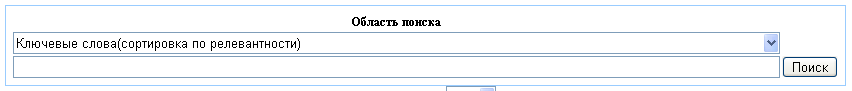 Область поиска
Ключевые слова(сортировка по релевантности)
Поиск